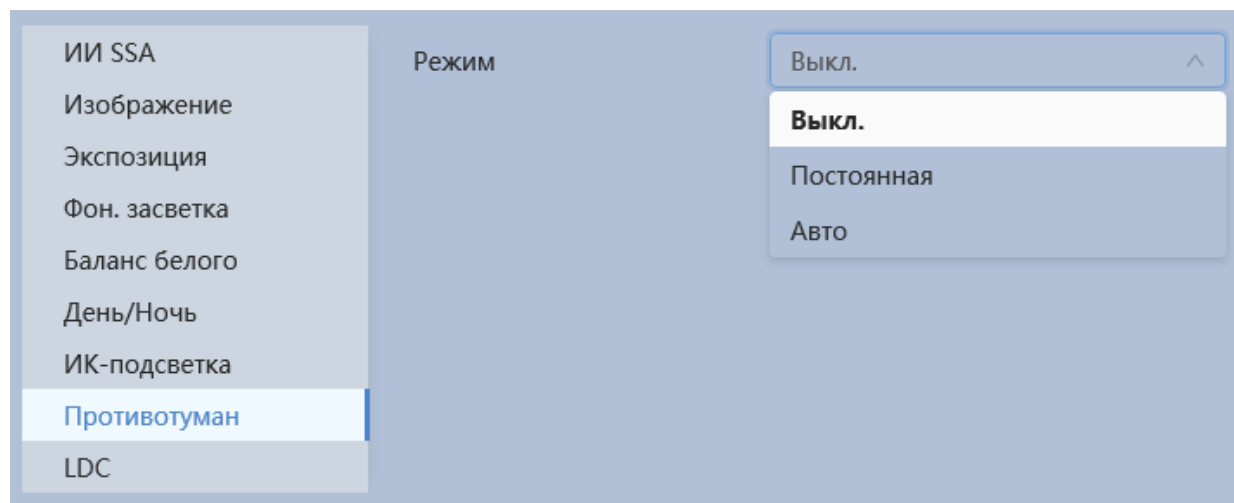 ИИ SSA
Изображение
Экспозиция
Фон. засветка
Баланс белого
День/Ночь
ИК-подсветка
Противотуман
LDC
Режим
Выкл.
Выкл.
Постоянная
Авто